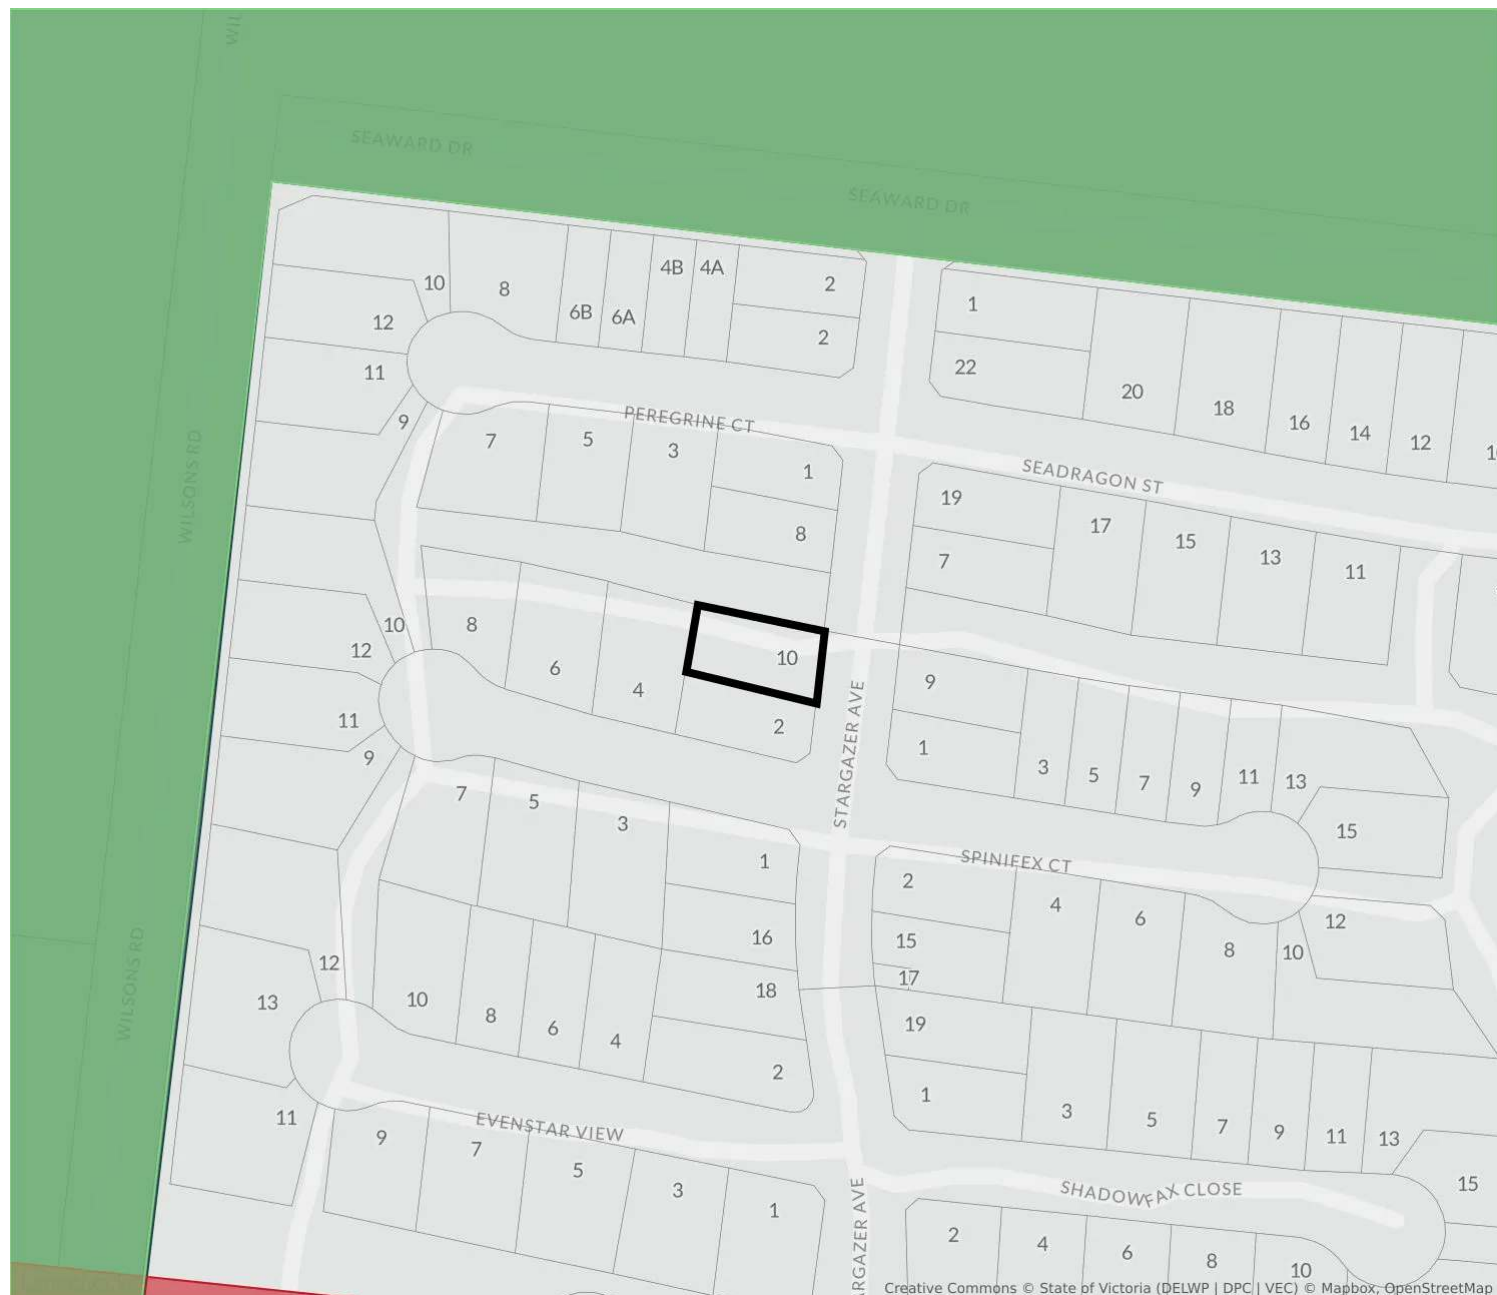 WIL
SEAWARD DR
SEAWARD DR
4B 4A
10 8 2
6B 6A
12 2
1
11 22
20
9 18
PEREGRINE CT 16
14
7 5 3 12
1 SEADRAGON ST
WILSONS RD
19
8 17 15
7 13 11
10 8
12 10
6 9
4
11 STARGAZER AVE
2 1
9 3 5 7 9 11 13
7 5
3 15
1 SPINIFEX CT
2
4 6 12
16 15
8 10
WILSONS RD
12 17
13 10 18
8 6 4 19
2
1
11 3 5 7 9 11 13
9 EVENSTAR VIEW
7
5 3 15
1 SHADOWFAX CLOSE
RGAZER AVE
2 4 6 8 10
Creative Commons © State of Victoria (DELWP | DPC | VEC) © Mapbox, OpenStreetMap